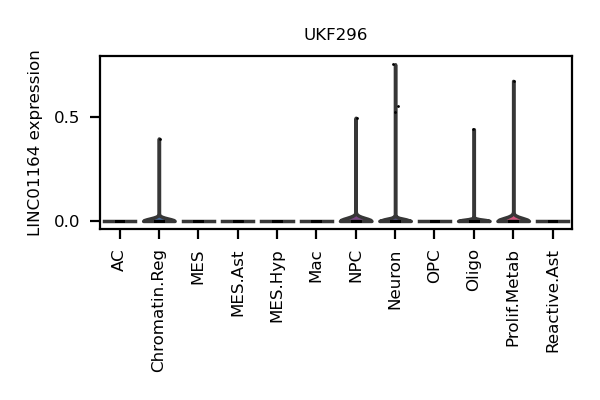 UKF296
LINC01164 expression
0.5
0.0
AC
Chromatin.Reg
MES
MES.Ast
MES.Hyp
Mac
NPC
Neuron
OPC
Oligo
Prolif.Metab
Reactive.Ast